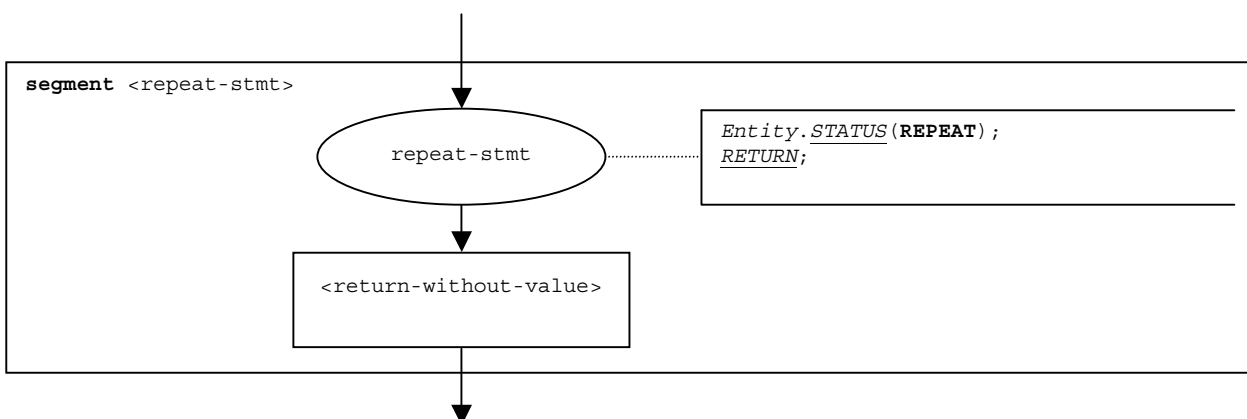 segment <repeat-stmt>
repeat-stmt
Entity.STATUS(REPEAT);
RETURN;
<return-without-value>